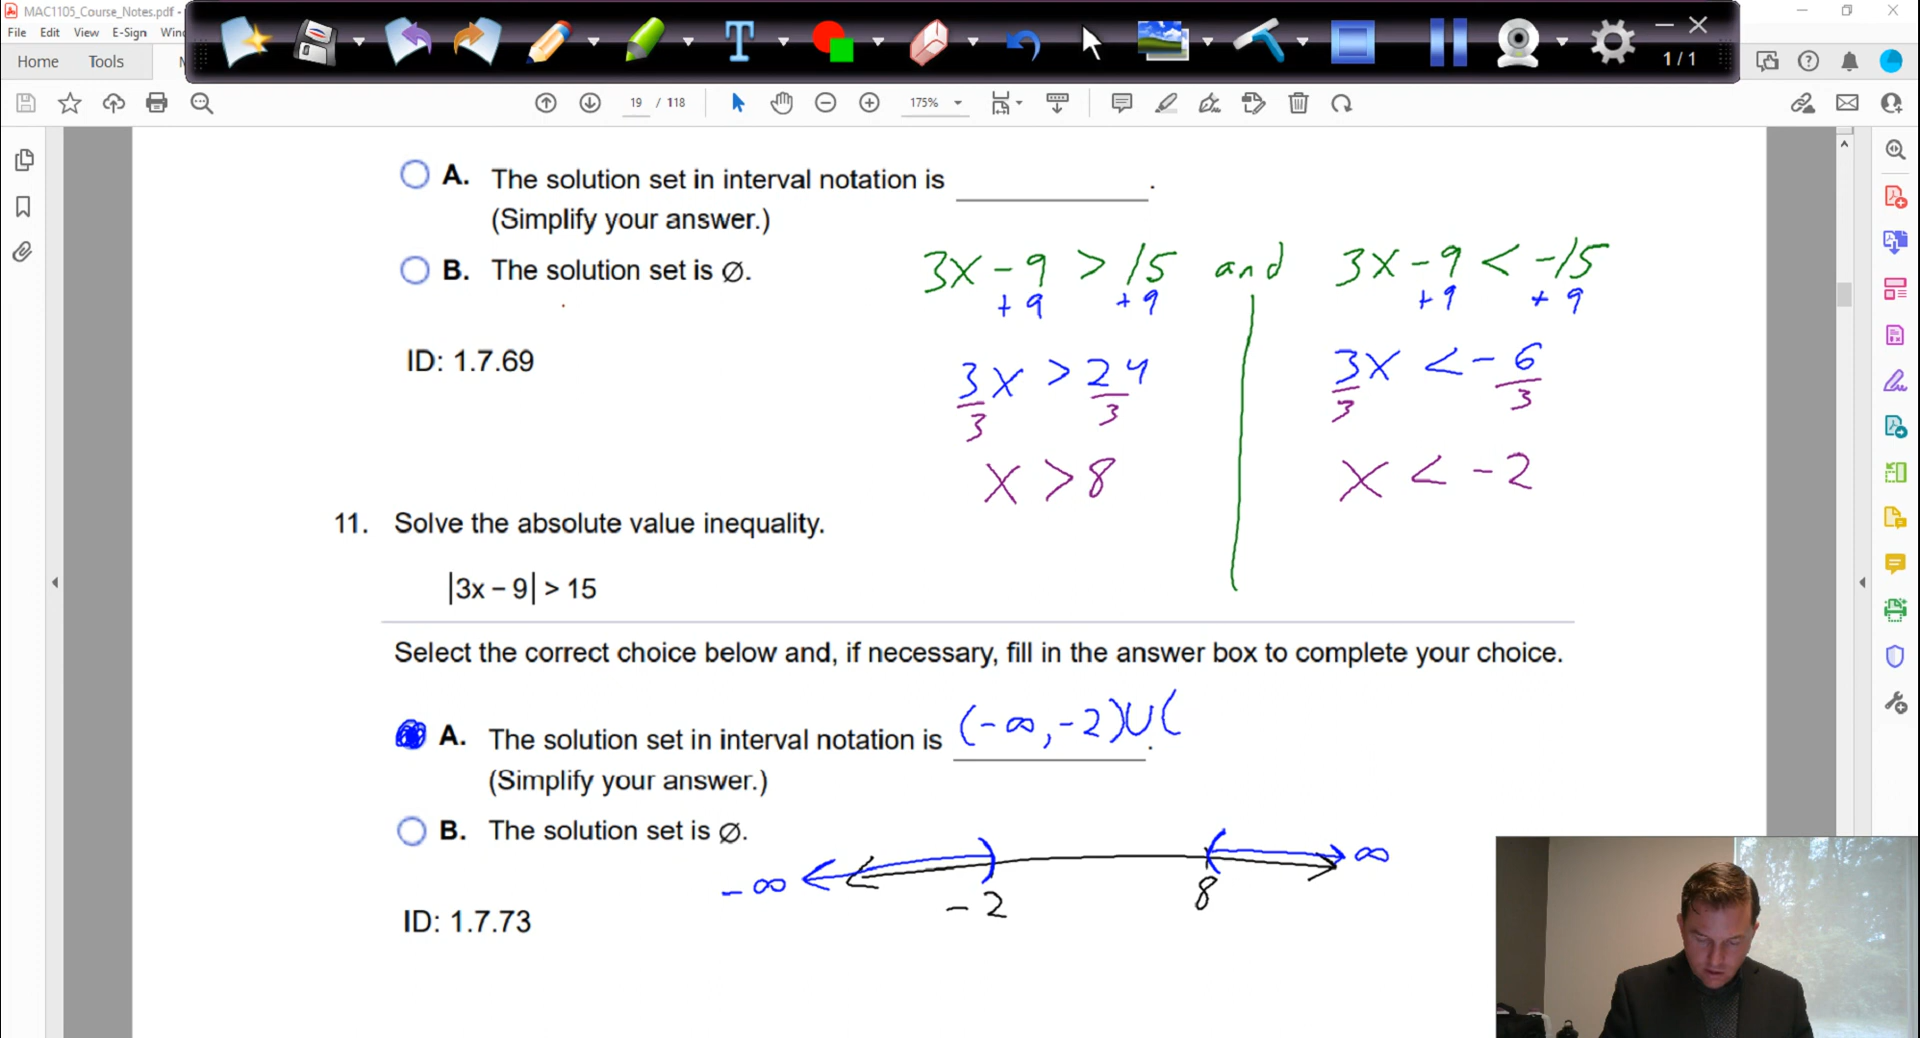 MAC1105_Course_Notes.pdf -
File Edit View E-Sign Win
Home Tools
1/1
19 / 118
175%
A. The solution set in interval notation is ______.
(Simplify your answer.)
B. The solution set is ∅.
ID: 1.7.69
3x - 9 > 15 and 3x - 9 < -15
+9 +9 +9 +9
3x > 24 3x < -6
3 3 3 3
x > 8 x < -2
11. Solve the absolute value inequality.
|3x − 9| > 15
Select the correct choice below and, if necessary, fill in the answer box to complete your choice.
A. The solution set in interval notation is (-∞, -2)∪( .
(Simplify your answer.)
B. The solution set is ∅.
-∞ -2 8 ∞
ID: 1.7.73